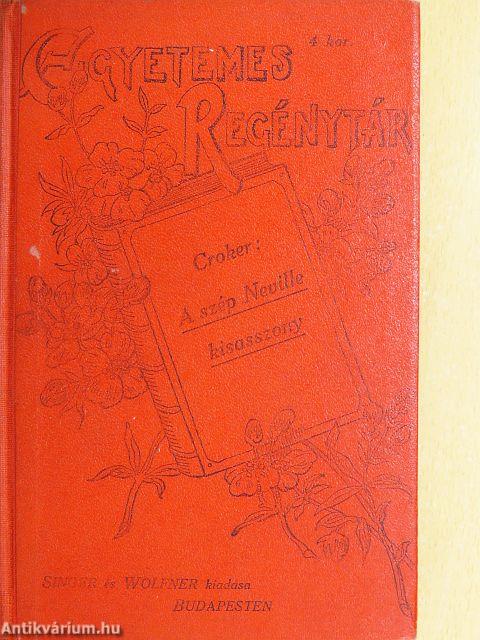 4 kor.
EGYETEMES
REGÉNYTÁR
Croker:
A szép Neville
kisasszony
SINGER és WOLFNER kiadása
BUDAPESTEN
Antikvárium.hu